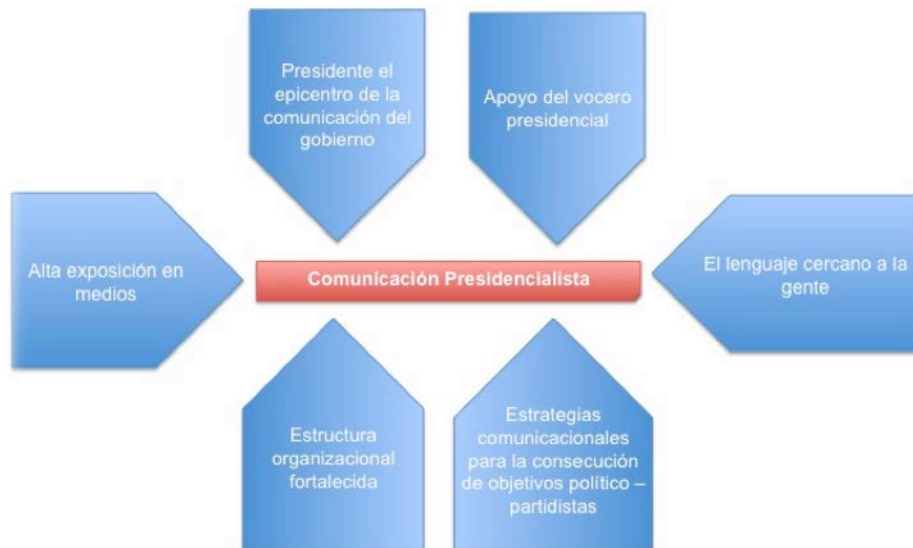 Presidente el
epicentro de la
comunicación del
gobierno
Apoyo del vocero
presidencial
Alta exposición en
medios
Comunicación Presidencialista
El lenguaje cercano a la
gente
Estructura
organizacional
fortalecida
Estrategias
comunicacionales
para la consecución
de objetivos político –
partidistas